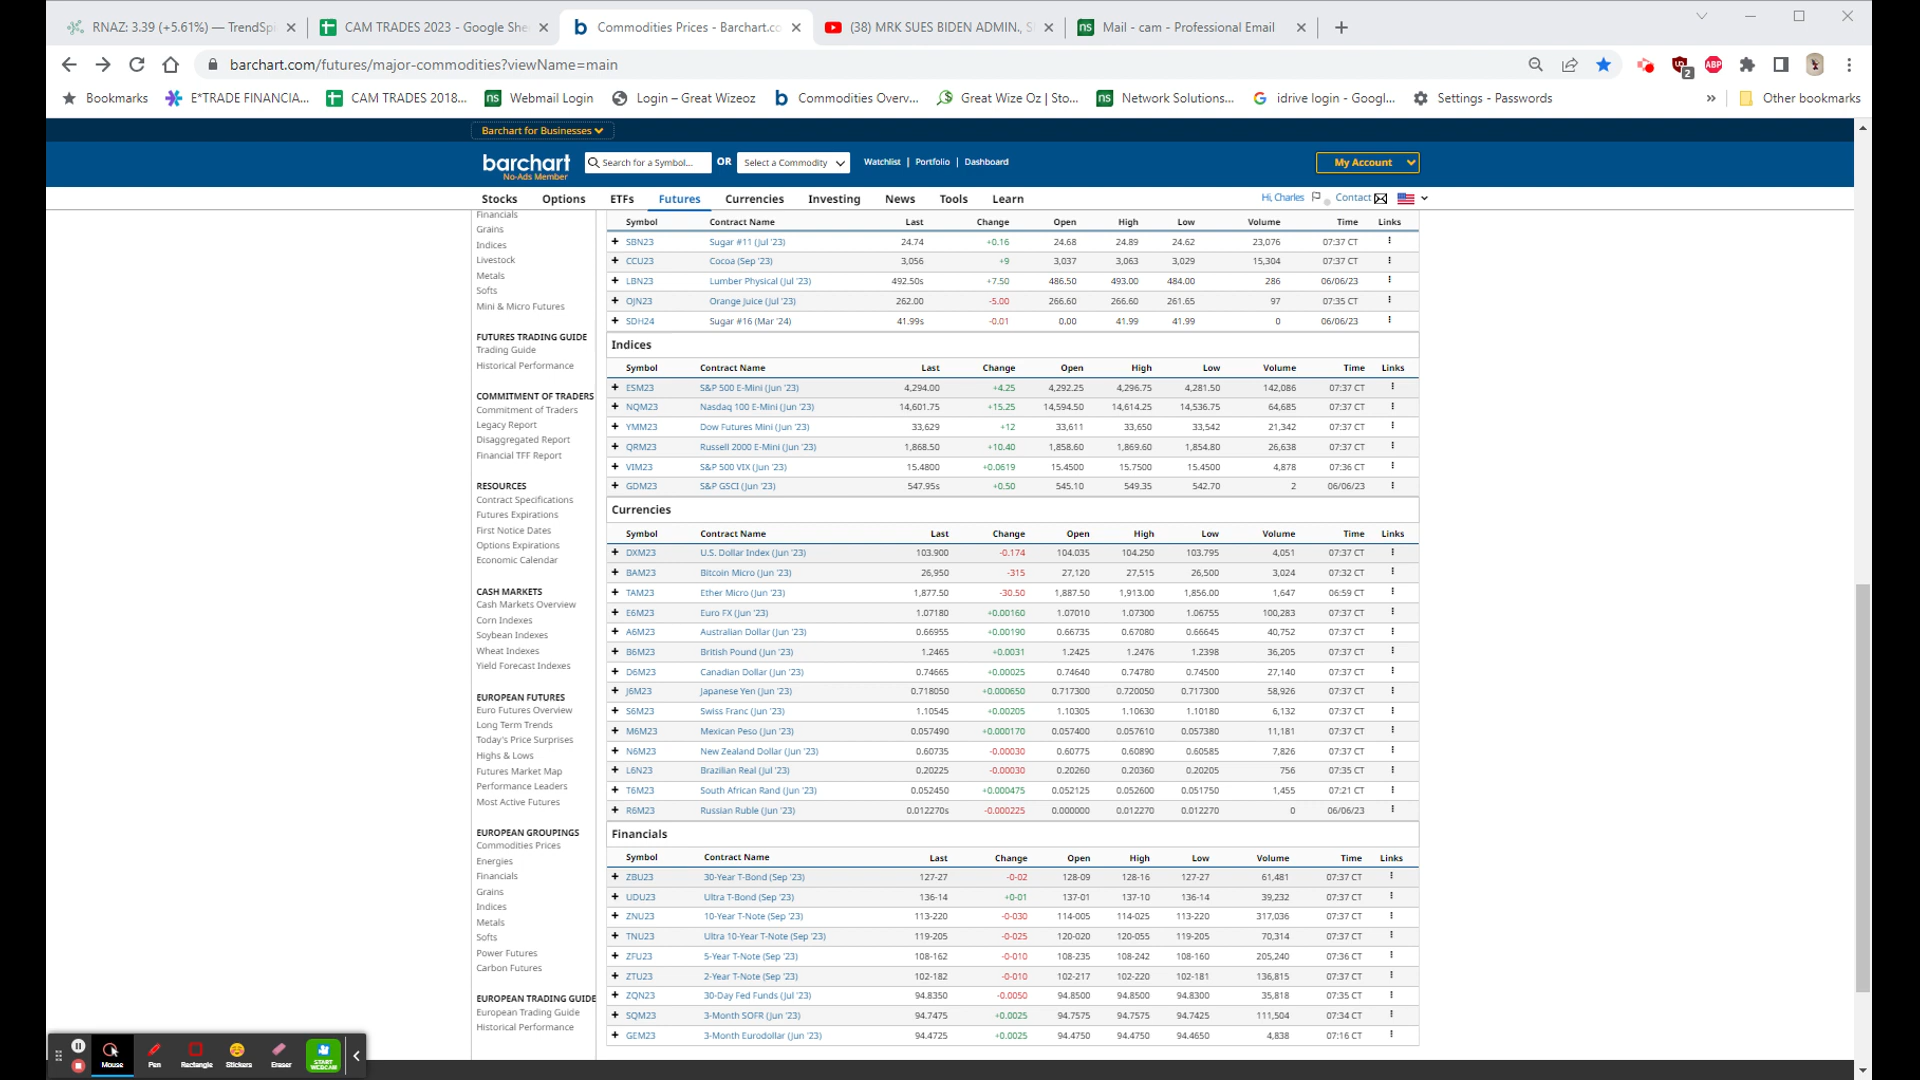 RNAZ: 3.39 (+5.61%) — TrendSpi
CAM TRADES 2023 - Google She
Commodities Prices - Barchart.co
(38) MRK SUES BIDEN ADMIN., S
Mail - cam - Professional Email
barchart.com/futures/major-commodities?viewName=main
2
ABP
Bookmarks
E*TRADE FINANCIA...
CAM TRADES 2018...
Webmail Login
Login – Great Wizeoz
Commodities Overv...
Great Wize Oz | Sto...
Network Solutions...
idrive login - Googl...
Settings - Passwords
»
Other bookmarks
Barchart for Businesses
barchart
No-Ads Member
Search for a Symbol...
OR
Select a Commodity
Watchlist | Portfolio | Dashboard
My Account
Stocks Options ETFs Futures Currencies Investing News Tools Learn
Hi, Charles
Contact
Financials
Grains
Indices
Livestock
Metals
Softs
Mini & Micro Futures
FUTURES TRADING GUIDE
Trading Guide
Historical Performance
COMMITMENT OF TRADERS
Commitment of Traders
Legacy Report
Disaggregated Report
Financial TFF Report
RESOURCES
Contract Specifications
Futures Expirations
First Notice Dates
Options Expirations
Economic Calendar
CASH MARKETS
Cash Markets Overview
Corn Indexes
Soybean Indexes
Wheat Indexes
Yield Forecast Indexes
EUROPEAN FUTURES
Euro Futures Overview
Long Term Trends
Today's Price Surprises
Highs & Lows
Futures Market Map
Performance Leaders
Most Active Futures
EUROPEAN GROUPINGS
Commodities Prices
Energies
Financials
Grains
Indices
Metals
Softs
Power Futures
Carbon Futures
EUROPEAN TRADING GUIDE
European Trading Guide
Historical Performance
Symbol Contract Name Last Change Open High Low Volume Time Links
SBN23 Sugar #11 (Jul '23) 24.74 +0.16 24.68 24.89 24.62 23,076 07:37 CT
CCU23 Cocoa (Sep '23) 3,056 +9 3,037 3,063 3,029 15,304 07:37 CT
LBN23 Lumber Physical (Jul '23) 492.50s +7.50 486.50 493.00 484.00 286 06/06/23
OJN23 Orange Juice (Jul '23) 262.00 -5.00 266.60 266.60 261.65 97 07:35 CT
SDH24 Sugar #16 (Mar '24) 41.99s -0.01 0.00 41.99 41.99 0 06/06/23
Indices
Symbol Contract Name Last Change Open High Low Volume Time Links
ESM23 S&P 500 E-Mini (Jun '23) 4,294.00 +4.25 4,292.25 4,296.75 4,281.50 142,086 07:37 CT
NQM23 Nasdaq 100 E-Mini (Jun '23) 14,601.75 +15.25 14,594.50 14,614.25 14,536.75 64,685 07:37 CT
YMM23 Dow Futures Mini (Jun '23) 33,629 +12 33,611 33,650 33,542 21,342 07:37 CT
QRM23 Russell 2000 E-Mini (Jun '23) 1,868.50 +10.40 1,858.60 1,869.60 1,854.80 26,638 07:37 CT
VIM23 S&P 500 VIX (Jun '23) 15.4800 +0.0619 15.4500 15.7500 15.4500 4,878 07:36 CT
GDM23 S&P GSCI (Jun '23) 547.95s +0.50 545.10 549.35 542.70 2 06/06/23
Currencies
Symbol Contract Name Last Change Open High Low Volume Time Links
DXM23 U.S. Dollar Index (Jun '23) 103.900 -0.174 104.035 104.250 103.795 4,051 07:37 CT
BAM23 Bitcoin Micro (Jun '23) 26,950 -315 27,120 27,515 26,500 3,024 07:32 CT
TAM23 Ether Micro (Jun '23) 1,877.50 -30.50 1,887.50 1,913.00 1,856.00 1,647 06:59 CT
E6M23 Euro FX (Jun '23) 1.07180 +0.00160 1.07010 1.07300 1.06755 100,283 07:37 CT
A6M23 Australian Dollar (Jun '23) 0.66955 +0.00190 0.66735 0.67080 0.66645 40,752 07:37 CT
B6M23 British Pound (Jun '23) 1.2465 +0.0031 1.2425 1.2476 1.2398 36,205 07:37 CT
D6M23 Canadian Dollar (Jun '23) 0.74665 +0.00025 0.74640 0.74780 0.74500 27,140 07:37 CT
J6M23 Japanese Yen (Jun '23) 0.718050 +0.000650 0.717300 0.720050 0.717300 58,926 07:37 CT
S6M23 Swiss Franc (Jun '23) 1.10545 +0.00205 1.10305 1.10630 1.10180 6,132 07:37 CT
M6M23 Mexican Peso (Jun '23) 0.057490 +0.000170 0.057400 0.057610 0.057380 11,181 07:37 CT
N6M23 New Zealand Dollar (Jun '23) 0.60735 -0.00030 0.60775 0.60890 0.60585 7,826 07:37 CT
L6N23 Brazilian Real (Jul '23) 0.20225 -0.00030 0.20260 0.20360 0.20205 756 07:35 CT
T6M23 South African Rand (Jun '23) 0.052450 +0.000475 0.052125 0.052600 0.051750 1,455 07:21 CT
R6M23 Russian Ruble (Jun '23) 0.012270s -0.000225 0.000000 0.012270 0.012270 0 06/06/23
Financials
Symbol Contract Name Last Change Open High Low Volume Time Links
ZBU23 30-Year T-Bond (Sep '23) 127-27 -0-02 128-09 128-16 127-27 61,481 07:37 CT
UDU23 Ultra T-Bond (Sep '23) 136-14 +0-01 137-01 137-10 136-14 39,232 07:37 CT
ZNU23 10-Year T-Note (Sep '23) 113-220 -0-030 114-005 114-025 113-220 317,036 07:37 CT
TNU23 Ultra 10-Year T-Note (Sep '23) 119-205 -0-025 120-020 120-055 119-205 70,314 07:37 CT
ZFU23 5-Year T-Note (Sep '23) 108-162 -0-010 108-235 108-242 108-160 205,240 07:36 CT
ZTU23 2-Year T-Note (Sep '23) 102-182 -0-010 102-217 102-220 102-181 136,815 07:37 CT
ZQN23 30-Day Fed Funds (Jul '23) 94.8350 -0.0050 94.8500 94.8500 94.8300 35,818 07:35 CT
SQM23 3-Month SOFR (Jun '23) 94.7475 +0.0025 94.7575 94.7575 94.7425 111,504 07:34 CT
GEM23 3-Month Eurodollar (Jun '23) 94.4725 +0.0025 94.4750 94.4750 94.4650 4,838 07:16 CT
Mouse
Pen
Rectangle
Stickers
Eraser
START WEBCAM